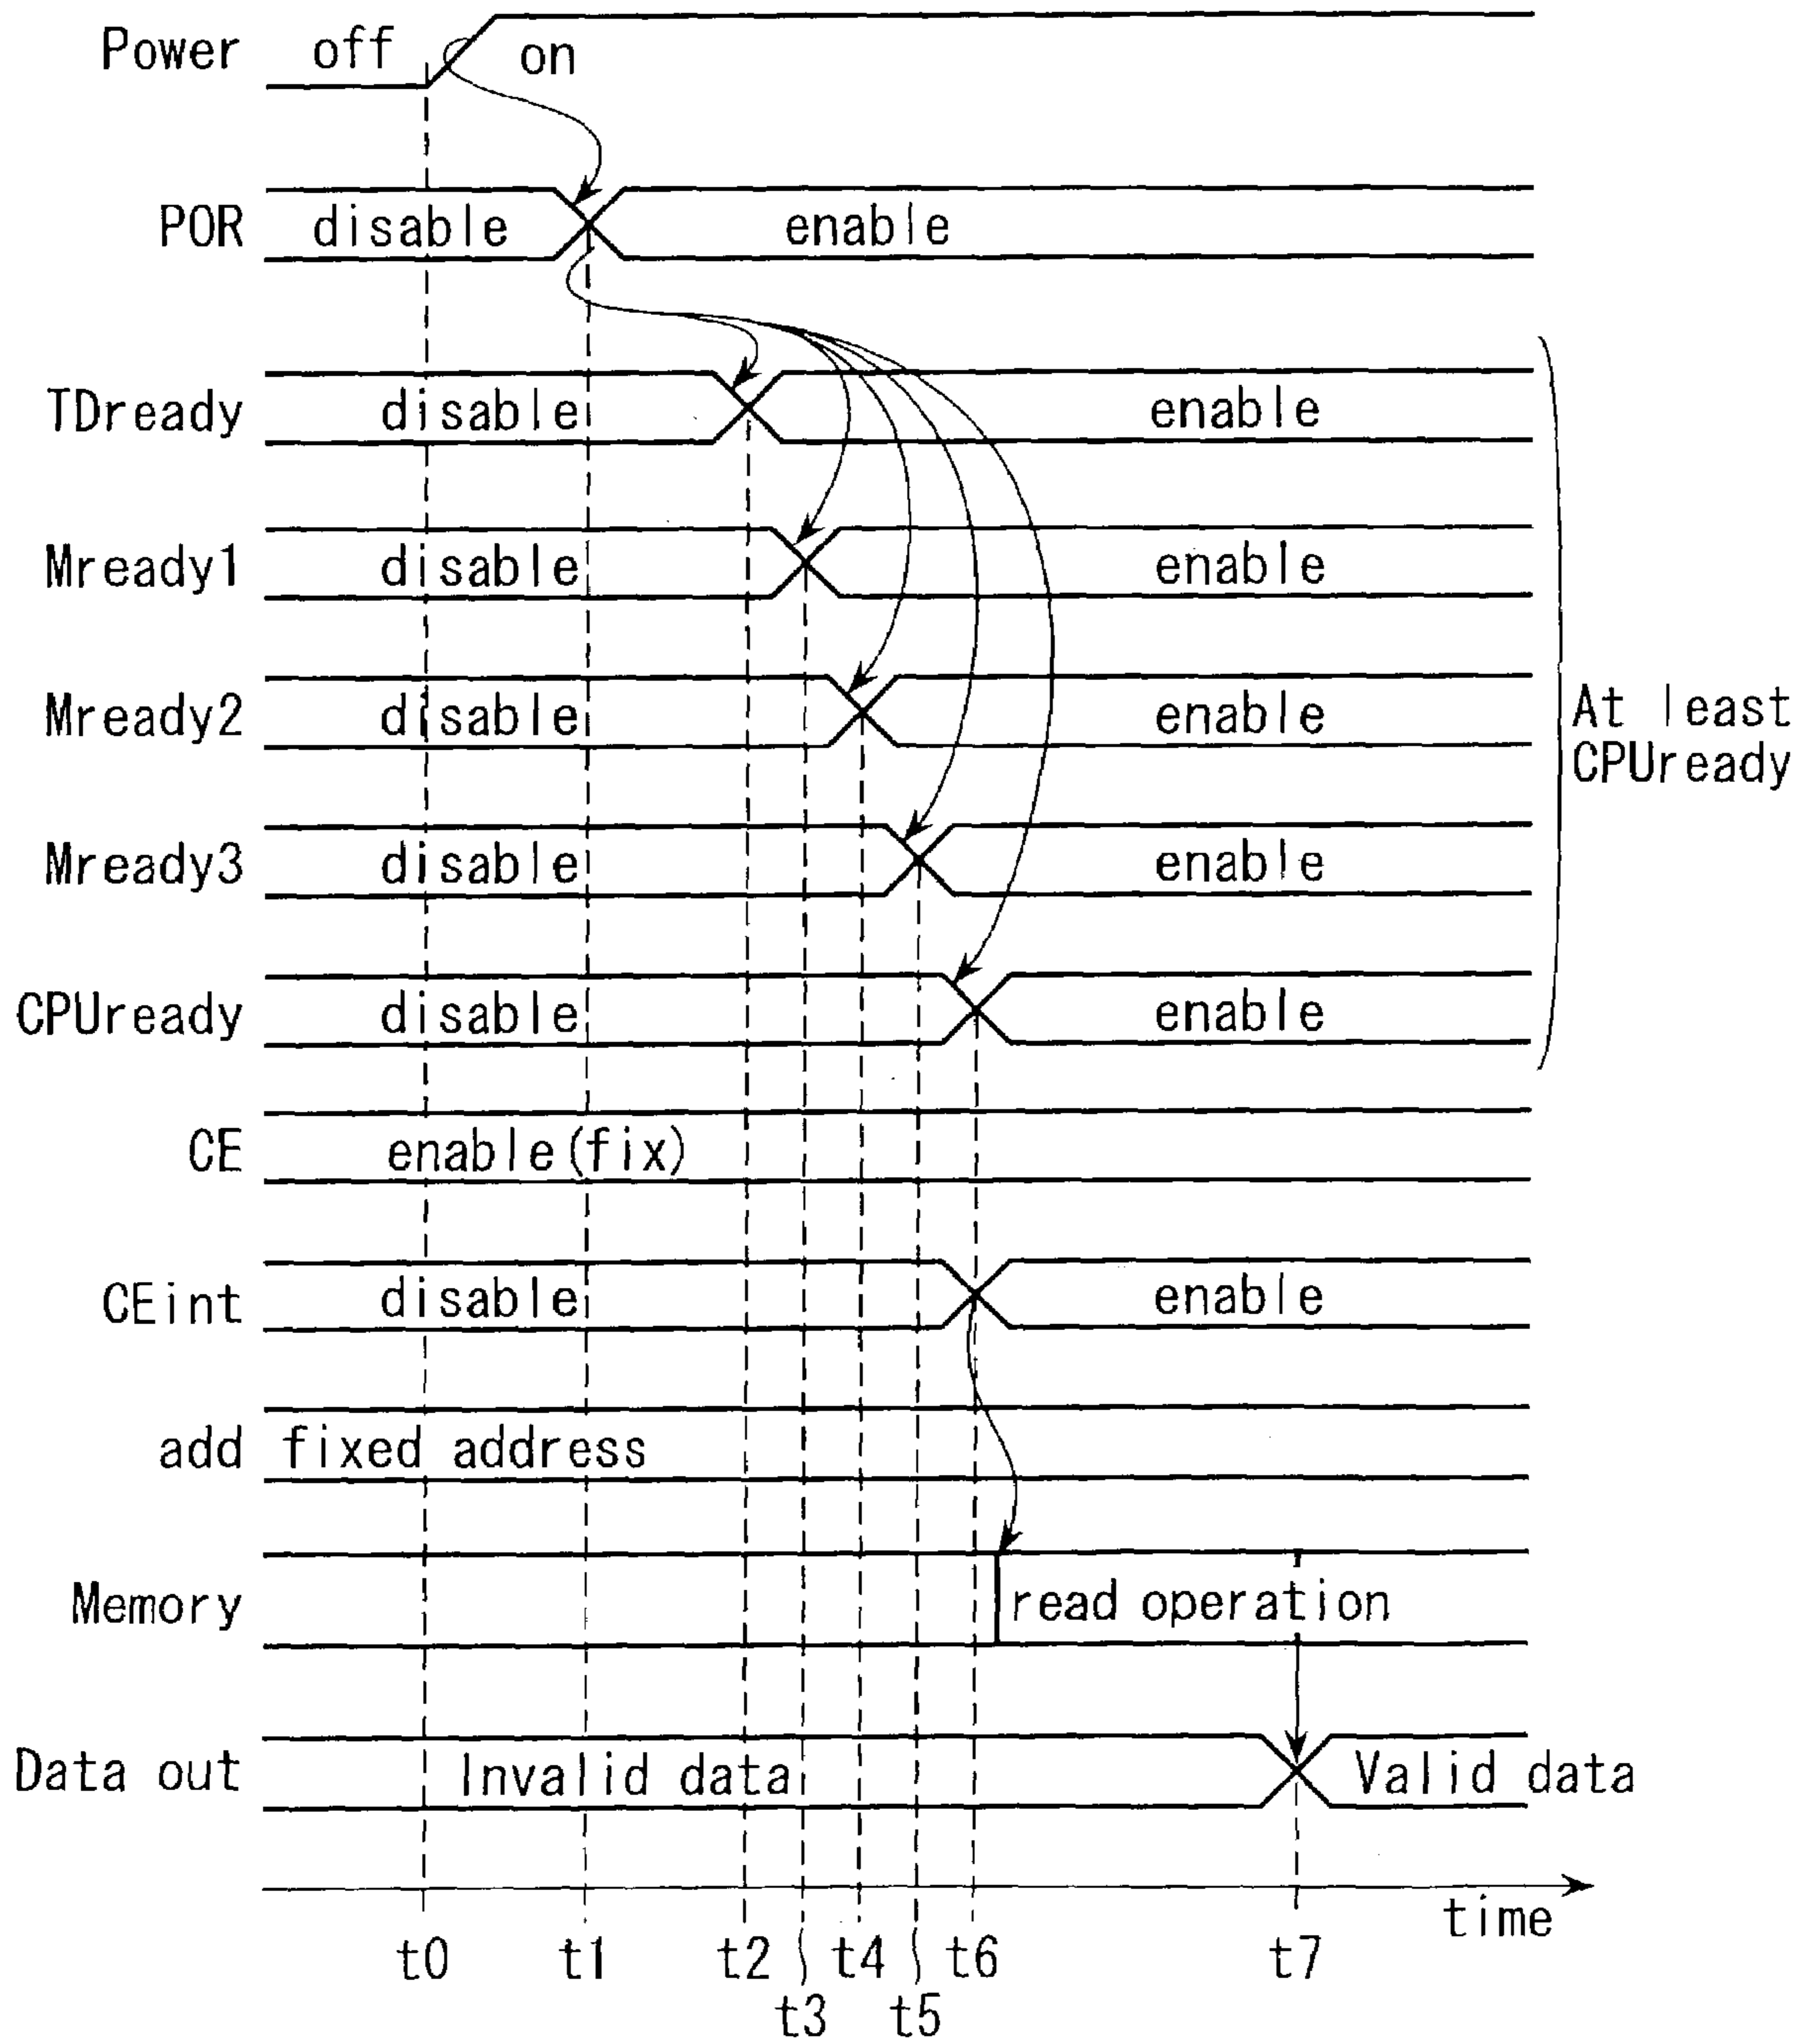 Power off on
POR disable enable
TDready disable enable
Mready1 disable enable
Mready2 disable enable
At least
CPUready
Mready3 disable enable
CPUready disable enable
CE enable(fix)
CEint disable enable
add fixed address
Memory read operation
Data out Invalid data Valid data
time
t0 t1 t2 t4 t6 t7
t3 t5